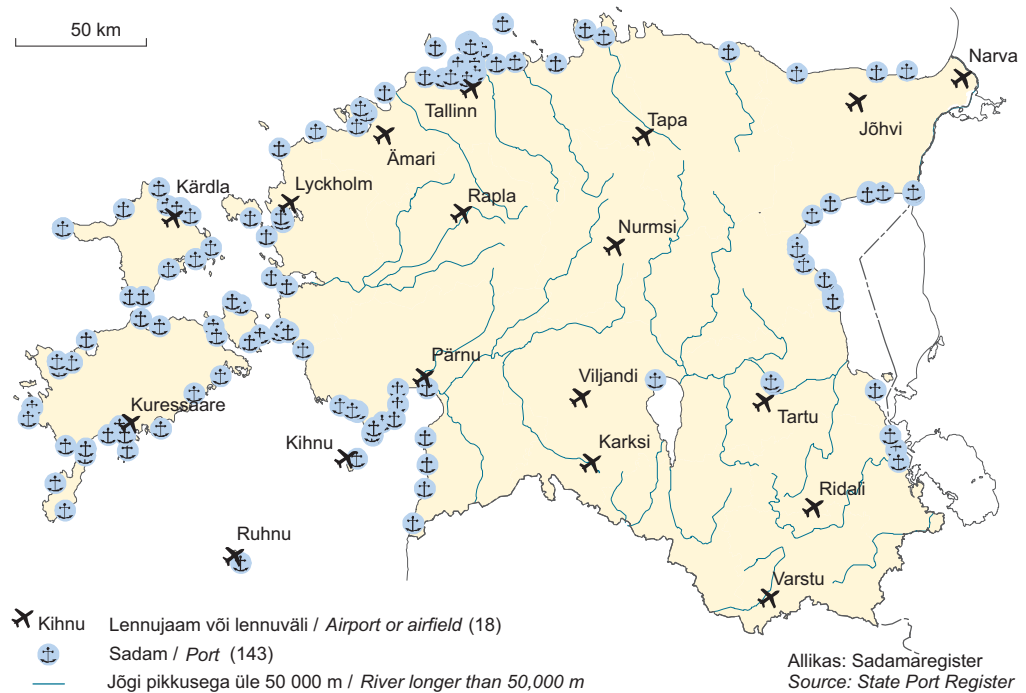 50 km
Narva
Tallinn
Jõhvi
Tapa
Ämari
Kärdla
Lyckholm
Rapla
Nurmsi
Pärnu
Viljandi
Kuressaare
Tartu
Kihnu
Karksi
Ridali
Ruhnu
Varstu
Kihnu Lennujaam või lennuväli / Airport or airfield (18)
Sadam / Port (143)
Jõgi pikkusega üle 50 000 m / River longer than 50,000 m
Allikas: Sadamaregister
Source: State Port Register